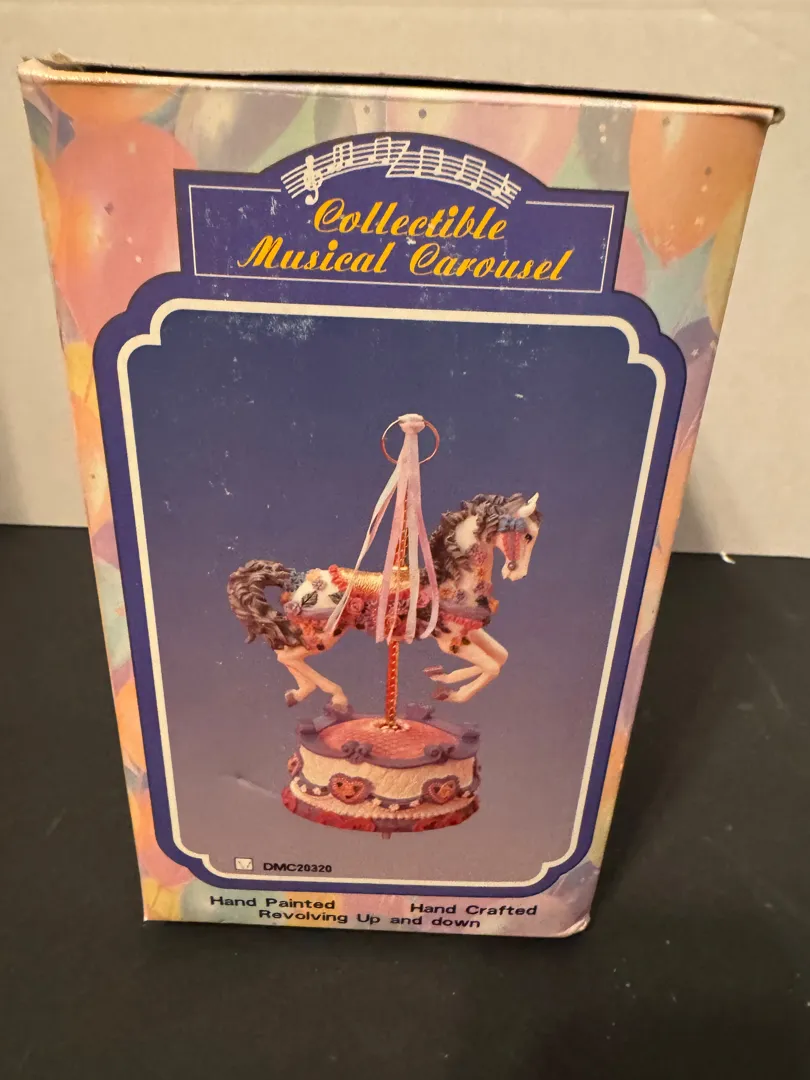 Collectible
Musical Carousel
DMC20320
Hand Painted Hand Crafted
Revolving Up and down